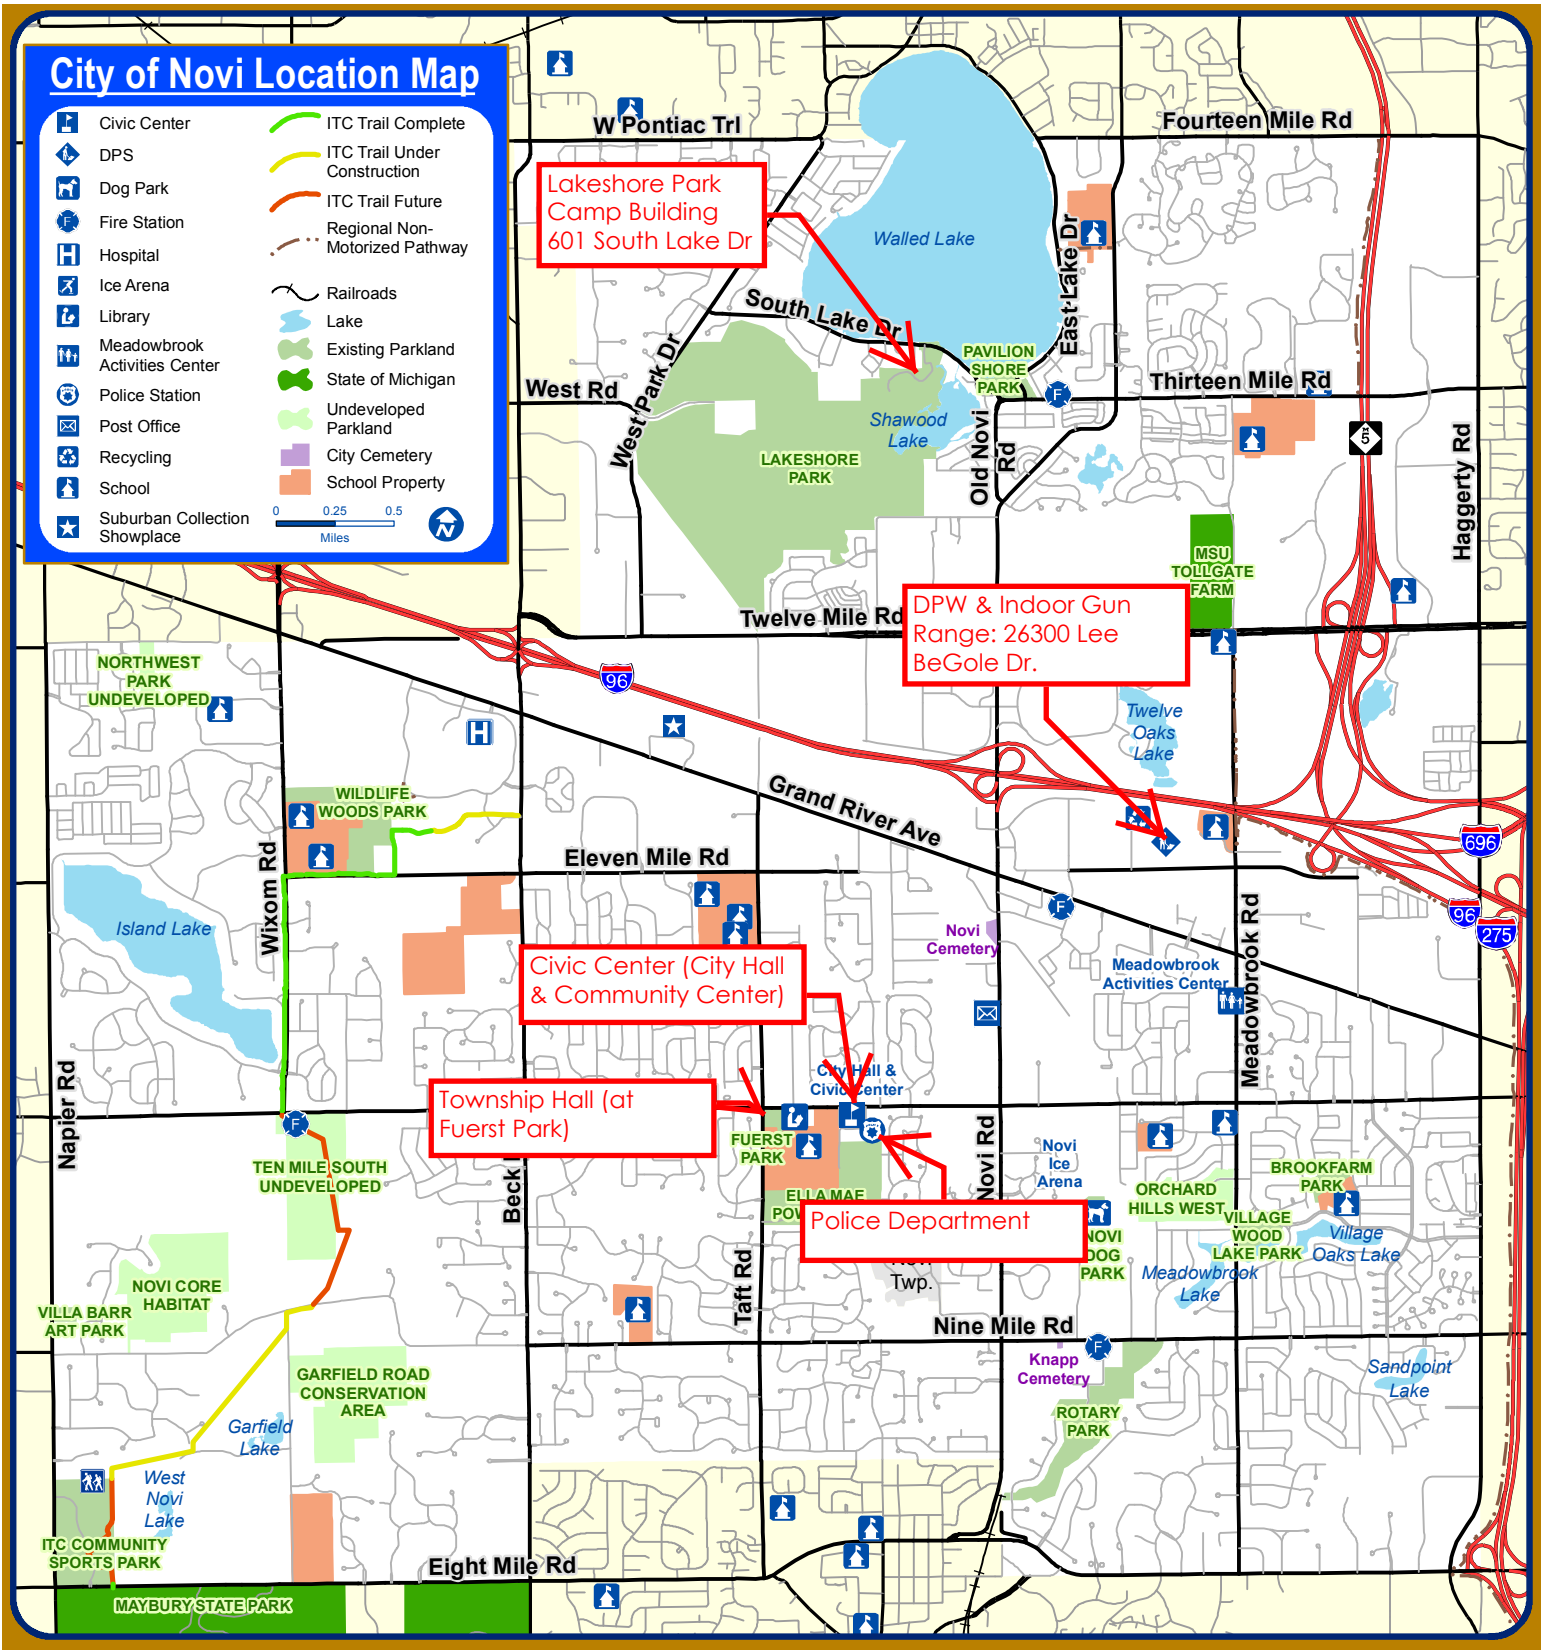 City of Novi Location Map
Civic Center
DPS
Dog Park
Fire Station
Hospital
Ice Arena
Library
Meadowbrook
Activities Center
Police Station
Post Office
Recycling
School
Suburban Collection
Showplace
ITC Trail Complete
ITC Trail Under
Construction
ITC Trail Future
Regional Non-
Motorized Pathway
Railroads
Lake
Existing Parkland
State of Michigan
Undeveloped
Parkland
City Cemetery
School Property
0 0.25 0.5
Miles
N
F
H
W Pontiac Trl
Fourteen Mile Rd
Lakeshore Park
Camp Building
601 South Lake Dr
Walled Lake
East Lake Dr
South Lake Dr
PAVILION
SHORE
PARK
West Park Dr
West Rd
Thirteen Mile Rd
F
Shawood
Lake
LAKESHORE
PARK
Old Novi
Rd
M
5
Haggerty Rd
MSU
TOLLGATE
FARM
Twelve Mile Rd
DPW & Indoor Gun
Range: 26300 Lee
BeGole Dr.
NORTHWEST
PARK
UNDEVELOPED
96
H
Twelve
Oaks
Lake
WILDLIFE
WOODS PARK
Grand River Ave
696
Eleven Mile Rd
Wixom Rd
Island Lake
F
96
275
Novi
Cemetery
Meadowbrook
Activities Center
Meadowbrook Rd
Civic Center (City Hall
& Community Center)
City Hall &
Civic Center
Napier Rd
Township Hall (at
Fuerst Park)
F
FUERST
PARK
TEN MILE SOUTH
UNDEVELOPED
Beck
Novi Rd
Novi
Ice
Arena
BROOKFARM
PARK
ORCHARD
HILLS WEST
ELLA MAE
Police Department
VILLAGE
WOOD
LAKE PARK
Village
Oaks Lake
NOVI
DOG
PARK
Meadowbrook
Lake
Twp.
Taft Rd
NOVI CORE
HABITAT
VILLA BARR
ART PARK
Nine Mile Rd
F
Knapp
Cemetery
Sandpoint
Lake
GARFIELD ROAD
CONSERVATION
AREA
ROTARY
PARK
Garfield
Lake
West
Novi
Lake
ITC COMMUNITY
SPORTS PARK
Eight Mile Rd
MAYBURY STATE PARK